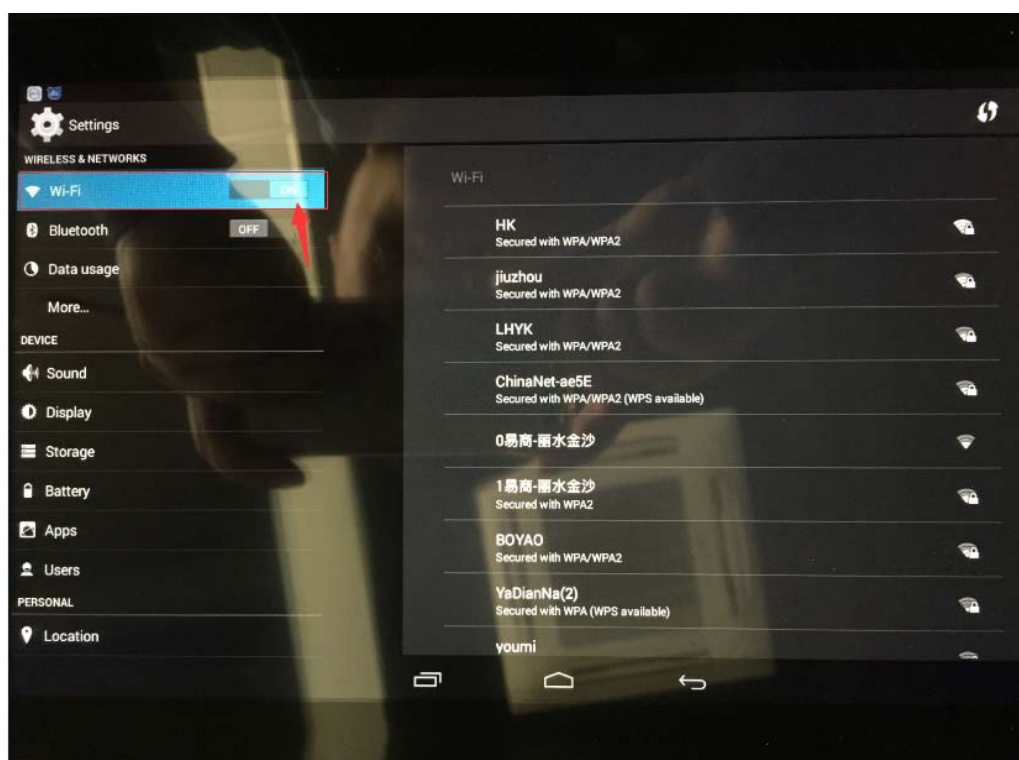 Settings
WIRELESS & NETWORKS
Wi-Fi
ON
Bluetooth
OFF
Data usage
More...
DEVICE
Sound
Display
Storage
Battery
Apps
Users
PERSONAL
Location
Wi-Fi
HK
Secured with WPA/WPA2
jiuzhou
Secured with WPA/WPA2
LHYK
Secured with WPA/WPA2
ChinaNet-ae5E
Secured with WPA/WPA2 (WPS available)
0易商-丽水金沙
1易商-丽水金沙
Secured with WPA2
BOYAO
Secured with WPA/WPA2
YaDianNa(2)
Secured with WPA (WPS available)
youmi